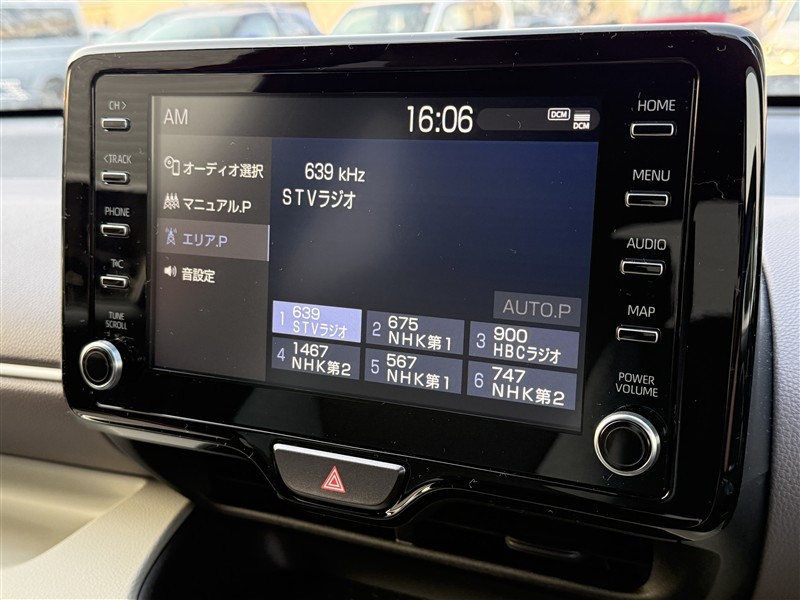 CH >
< TRACK
PHONE
T★C
TUNE
SCROLL
AM
16:06
DCM
DCM
オーディオ選択
マニュアル.P
エリア.P
音設定
639 kHz
STVラジオ
AUTO.P
1 639 STVラジオ
2 675 NHK第1
3 900 HBCラジオ
4 1467 NHK第2
5 567 NHK第1
6 747 NHK第2
HOME
MENU
AUDIO
MAP
POWER
VOLUME